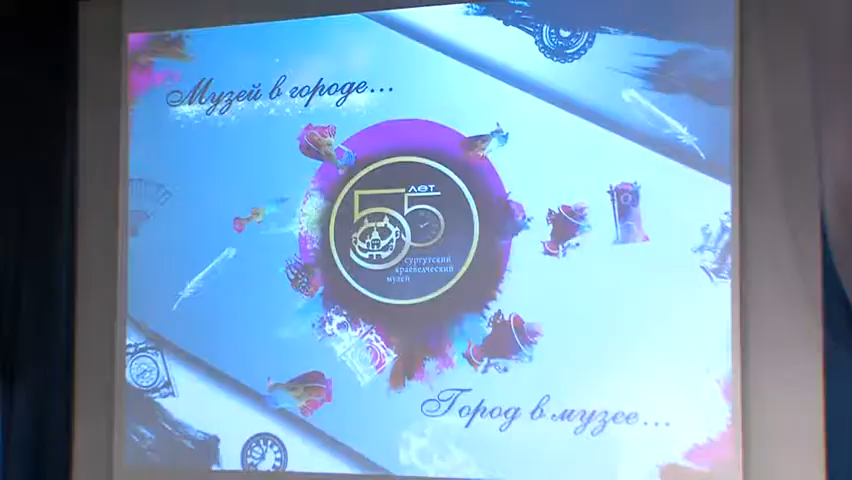 Музей в городе...
55 лет
сургутский
краеведческий
музей
Город в музее...